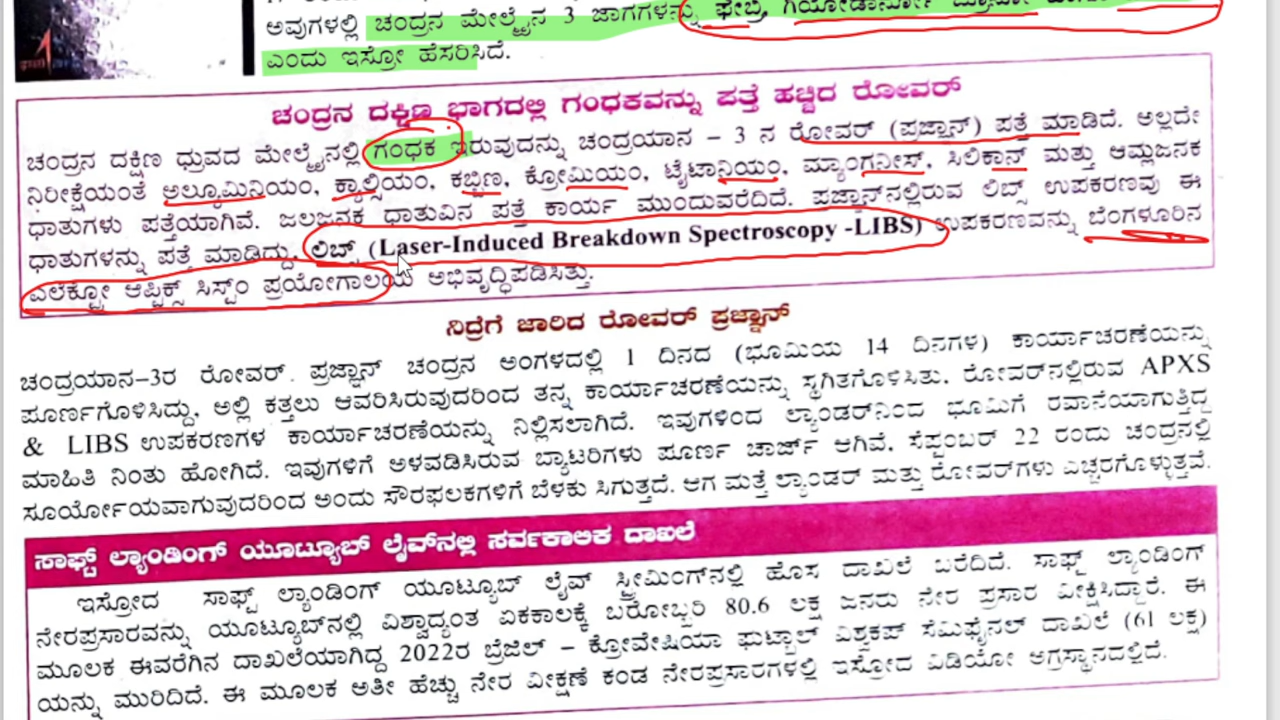 ಅವುಗಳಲ್ಲಿ ಚಂದ್ರನ ಮೇಲ್ಮೈನ 3 ಜಾಗಗಳನ್ನು
ಎಂದು ಇಸ್ರೋ ಹೆಸರಿಸಿದೆ.
ಚಂದ್ರನ ದಕ್ಷಿಣ ಭಾಗದಲ್ಲಿ ಗಂಧಕವನ್ನು ಪತ್ತೆ ಹಚ್ಚಿದ ರೋವರ್
ಚಂದ್ರನ ದಕ್ಷಿಣ ಧ್ರುವದ ಮೇಲ್ಮೈನಲ್ಲಿ ಗಂಧಕ ಇರುವುದನ್ನು ಚಂದ್ರಯಾನ – 3 ನ ರೋವರ್ (ಪ್ರಜ್ಞಾನ್) ಪತ್ತೆ ಮಾಡಿದೆ. ಅಲ್ಲದೇ
ನಿರೀಕ್ಷೆಯಂತೆ ಅಲ್ಯೂಮಿನಿಯಂ, ಕ್ಯಾಲ್ಸಿಯಂ, ಕಬ್ಬಿಣ, ಕ್ರೋಮಿಯಂ, ಟೈಟಾನಿಯಂ, ಮ್ಯಾಂಗನೀಸ್, ಸಿಲಿಕಾನ್ ಮತ್ತು ಆಮ್ಲಜನಕ
ಧಾತುಗಳು ಪತ್ತೆಯಾಗಿವೆ. ಜಲಜನಕ ಧಾತುವಿನ ಪತ್ತೆ ಕಾರ್ಯ ಮುಂದುವರೆದಿದೆ. ಪ್ರಜ್ಞಾನ್‌ನಲ್ಲಿರುವ ಲಿಬ್ಸ್ ಉಪಕರಣವು ಈ
ಧಾತುಗಳನ್ನು ಪತ್ತೆ ಮಾಡಿದ್ದು, ಲಿಬ್ಸ್ (Laser-Induced Breakdown Spectroscopy -LIBS) ಉಪಕರಣವನ್ನು ಬೆಂಗಳೂರಿನ
ಎಲೆಕ್ಟ್ರೋ ಆಪ್ಟಿಕ್ಸ್ ಸಿಸ್ಟಂ ಪ್ರಯೋಗಾಲಯ ಅಭಿವೃದ್ಧಿಪಡಿಸಿತ್ತು.
ನಿದ್ರೆಗೆ ಜಾರಿದ ರೋವರ್ ಪ್ರಜ್ಞಾನ್
ಚಂದ್ರಯಾನ–3ರ ರೋವರ್ ಪ್ರಜ್ಞಾನ್ ಚಂದ್ರನ ಅಂಗಳದಲ್ಲಿ 1 ದಿನದ (ಭೂಮಿಯ 14 ದಿನಗಳ) ಕಾರ್ಯಾಚರಣೆಯನ್ನು
ಪೂರ್ಣಗೊಳಿಸಿದ್ದು, ಅಲ್ಲಿ ಕತ್ತಲು ಆವರಿಸಿರುವುದರಿಂದ ತನ್ನ ಕಾರ್ಯಾಚರಣೆಯನ್ನು ಸ್ಥಗಿತಗೊಳಿಸಿತು. ರೋವರ್‌ನಲ್ಲಿರುವ APXS
& LIBS ಉಪಕರಣಗಳ ಕಾರ್ಯಾಚರಣೆಯನ್ನು ನಿಲ್ಲಿಸಲಾಗಿದೆ. ಇವುಗಳಿಂದ ಲ್ಯಾಂಡರ್‌ನಿಂದ ಭೂಮಿಗೆ ರವಾನೆಯಾಗುತ್ತಿದ್ದ
ಮಾಹಿತಿ ನಿಂತು ಹೋಗಿದೆ. ಇವುಗಳಿಗೆ ಅಳವಡಿಸಿರುವ ಬ್ಯಾಟರಿಗಳು ಪೂರ್ಣ ಚಾರ್ಜ್ ಆಗಿವೆ, ಸೆಪ್ಟಂಬರ್ 22 ರಂದು ಚಂದ್ರನಲ್ಲಿ
ಸೂರ್ಯೋಯವಾಗುವುದರಿಂದ ಅಂದು ಸೌರಫಲಕಗಳಿಗೆ ಬೆಳಕು ಸಿಗುತ್ತದೆ. ಆಗ ಮತ್ತೆ ಲ್ಯಾಂಡರ್ ಮತ್ತು ರೋವರ್‌ಗಳು ಎಚ್ಚರಗೊಳ್ಳುತ್ತವೆ.
ಸಾಫ್ಟ್ ಲ್ಯಾಂಡಿಂಗ್ ಯೂಟ್ಯೂಬ್ ಲೈವ್‌ನಲ್ಲಿ ಸರ್ವಕಾಲಿಕ ದಾಖಲೆ
ಇಸ್ರೋದ ಸಾಫ್ಟ್ ಲ್ಯಾಂಡಿಂಗ್ ಯೂಟ್ಯೂಬ್ ಲೈವ್ ಸ್ಟ್ರೀಮಿಂಗ್‌ನಲ್ಲಿ ಹೊಸ ದಾಖಲೆ ಬರೆದಿದೆ. ಸಾಫ್ಟ್ ಲ್ಯಾಂಡಿಂಗ್
ನೇರಪ್ರಸಾರವನ್ನು ಯೂಟ್ಯೂಬ್‌ನಲ್ಲಿ ವಿಶ್ವಾದ್ಯಂತ ಏಕಕಾಲಕ್ಕೆ ಬರೋಬ್ಬರಿ 80.6 ಲಕ್ಷ ಜನರು ನೇರ ಪ್ರಸಾರ ವೀಕ್ಷಿಸಿದ್ದಾರೆ. ಈ
ಮೂಲಕ ಈವರೆಗಿನ ದಾಖಲೆಯಾಗಿದ್ದ 2022ರ ಬ್ರೆಜಿಲ್ – ಕ್ರೋವೇಷಿಯಾ ಫುಟ್ಬಾಲ್ ವಿಶ್ವಕಪ್ ಸೆಮಿಫೈನಲ್ ದಾಖಲೆ (61 ಲಕ್ಷ)
ಯನ್ನು ಮುರಿದಿದೆ. ಈ ಮೂಲಕ ಅತೀ ಹೆಚ್ಚು ನೇರ ವೀಕ್ಷಣೆ ಕಂಡ ನೇರಪ್ರಸಾರಗಳಲ್ಲಿ ಇಸ್ರೋದ ವಿಡಿಯೋ ಅಗ್ರಸ್ಥಾನದಲ್ಲಿದೆ.